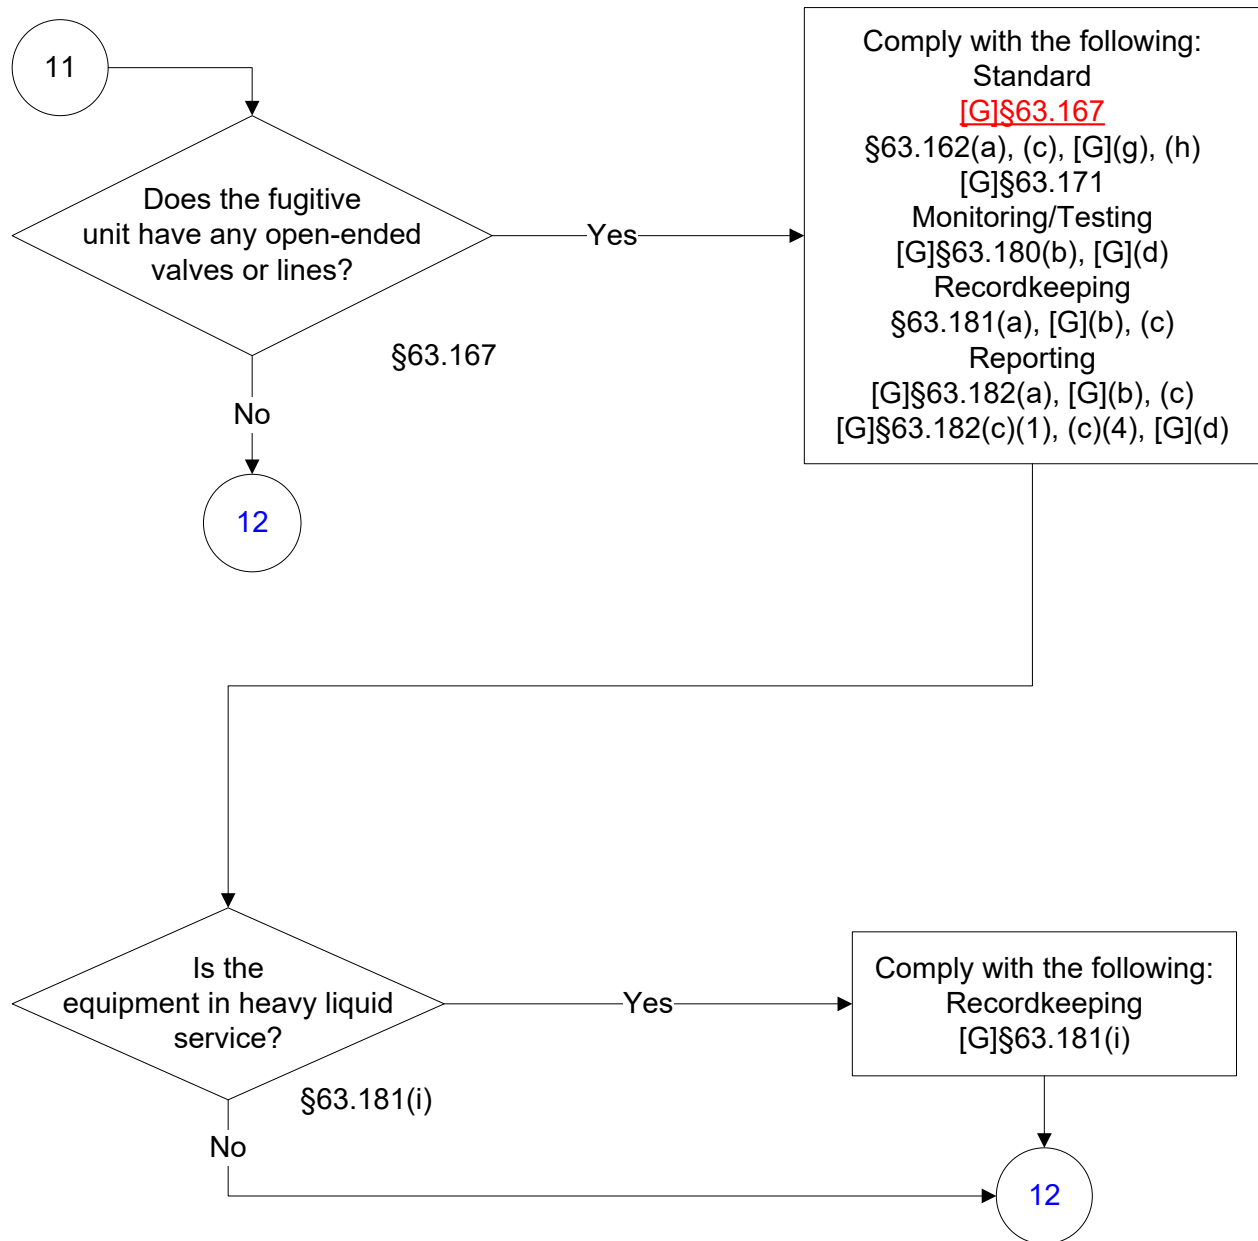 11
Does the fugitive
unit have any open-ended
valves or lines?
Yes
§63.167
No
12
Comply with the following:
Standard
[G]§63.167
§63.162(a), (c), [G](g), (h)
[G]§63.171
Monitoring/Testing
[G]§63.180(b), [G](d)
Recordkeeping
§63.181(a), [G](b), (c)
Reporting
[G]§63.182(a), [G](b), (c)
[G]§63.182(c)(1), (c)(4), [G](d)
Is the
equipment in heavy liquid
service?
Yes
§63.181(i)
No
Comply with the following:
Recordkeeping
[G]§63.181(i)
12